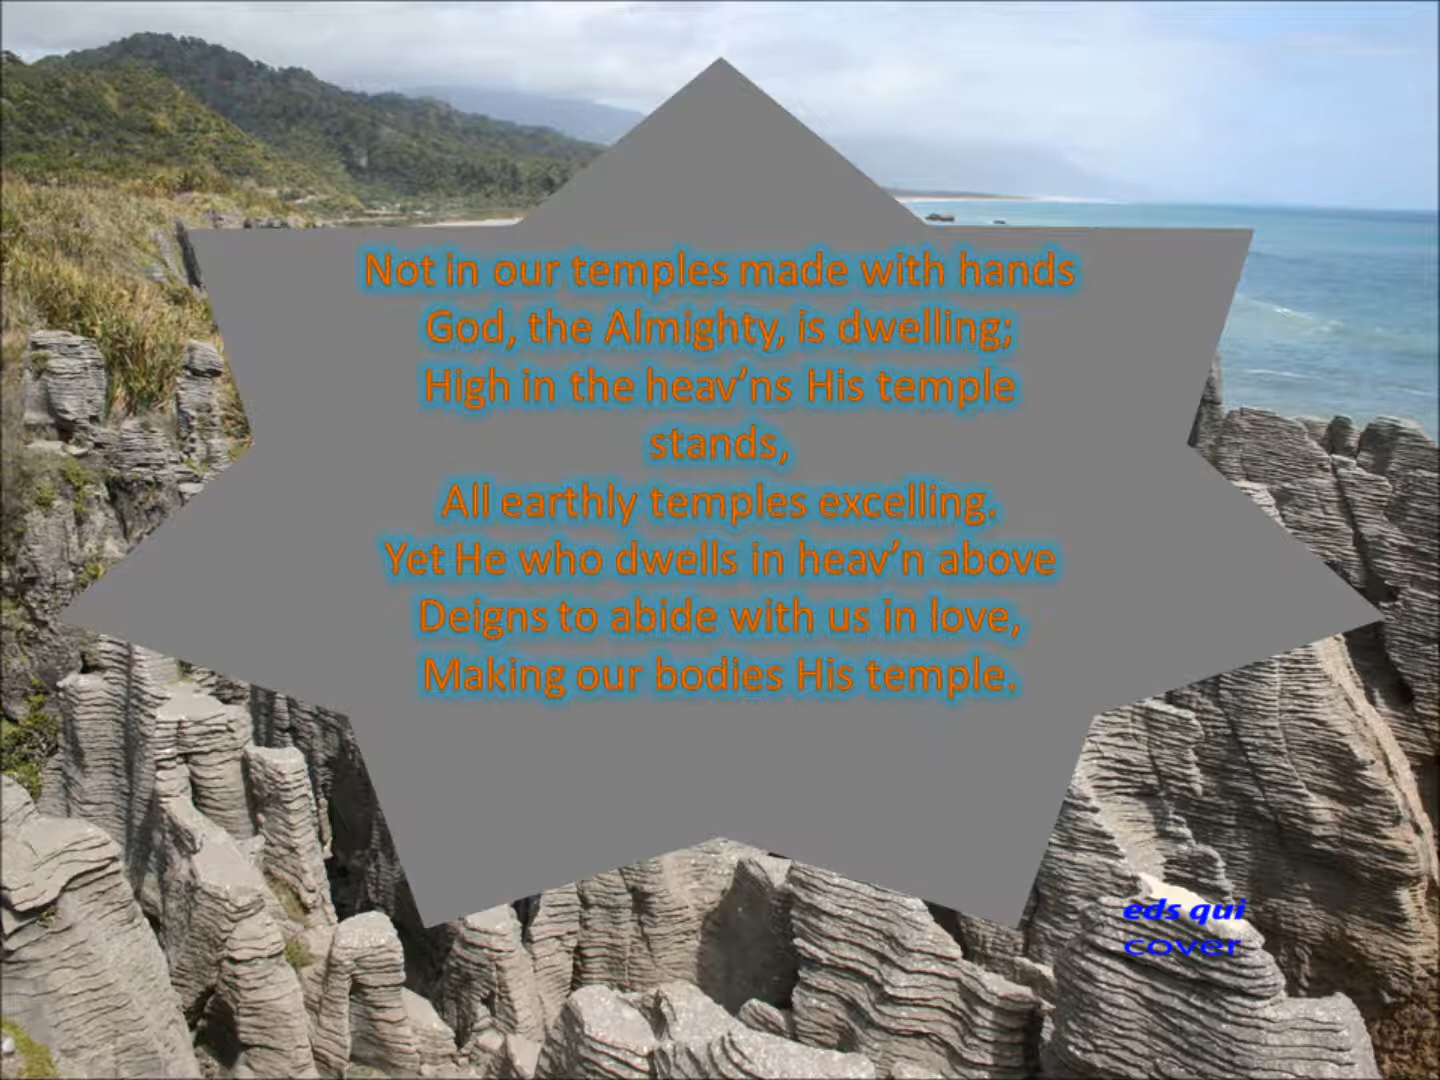 Not in our temples made with hands
God, the Almighty, is dwelling;
High in the heav’ns His temple
stands,
All earthly temples excelling.
Yet He who dwells in heav’n above
Deigns to abide with us in love,
Making our bodies His temple.
eds qui
cover